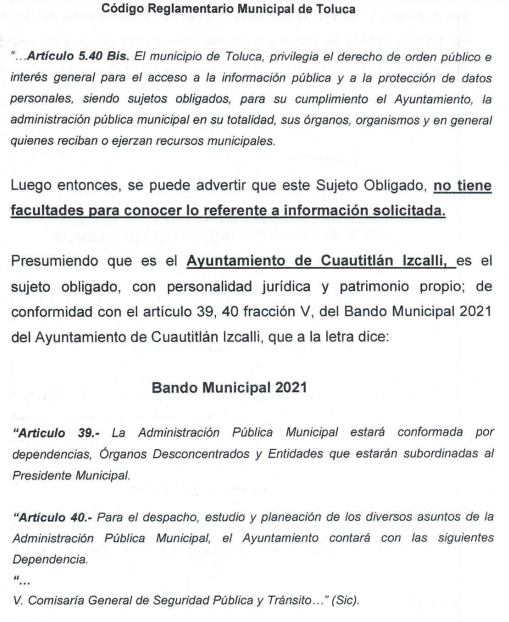 Código Reglamentario Municipal de Toluca
"...Artículo 5.40 Bis. El municipio de Toluca, privilegia el derecho de orden público e
interés general para el acceso a la información pública y a la protección de datos
personales, siendo sujetos obligados, para su cumplimiento el Ayuntamiento, la
administración pública municipal en su totalidad, sus órganos, organismos y en general
quienes reciban o ejerzan recursos municipales.
Luego entonces, se puede advertir que este Sujeto Obligado, no tiene
facultades para conocer lo referente a información solicitada.
Presumiendo que es el Ayuntamiento de Cuautitlán Izcalli, es el
sujeto obligado, con personalidad jurídica y patrimonio propio; de
conformidad con el artículo 39, 40 fracción V, del Bando Municipal 2021
del Ayuntamiento de Cuautitlán Izcalli, que a la letra dice:
Bando Municipal 2021
"Artículo 39.- La Administración Pública Municipal estará conformada por
dependencias, Órganos Desconcentrados y Entidades que estarán subordinadas al
Presidente Municipal.
"Artículo 40.- Para el despacho, estudio y planeación de los diversos asuntos de la
Administración Pública Municipal, el Ayuntamiento contará con las siguientes
Dependencia.
"...
V. Comisaría General de Seguridad Pública y Tránsito..." (Sic).